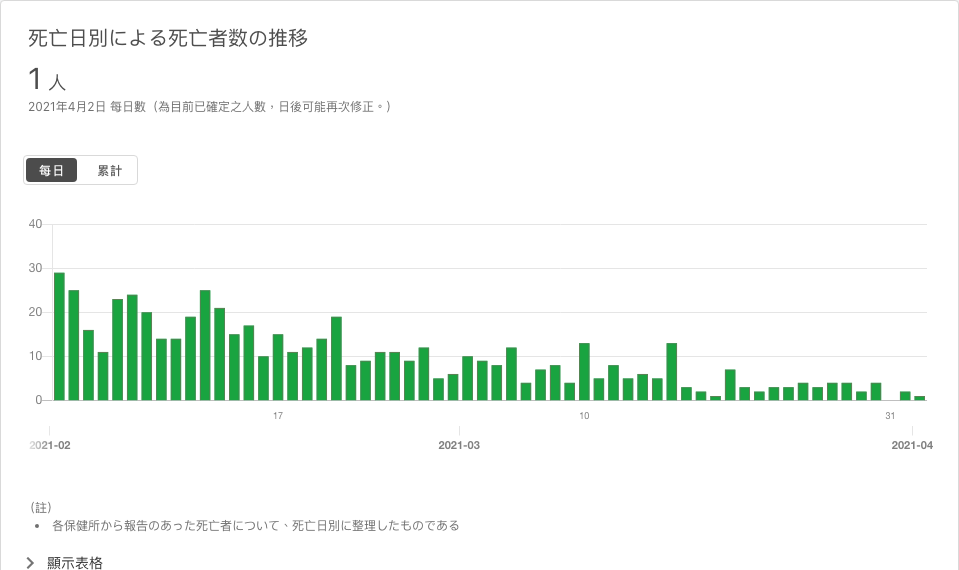 死亡日別による死亡者数の推移
1 人
2021年4月2日 每日數（為目前已確定之人數，日後可能再次修正。）
每日 累計
40
30
20
10
0
17 10 31
2021-02 2021-03 2021-04
（註）
• 各保健所から報告のあった死亡者について、死亡日別に整理したものである
顯示表格